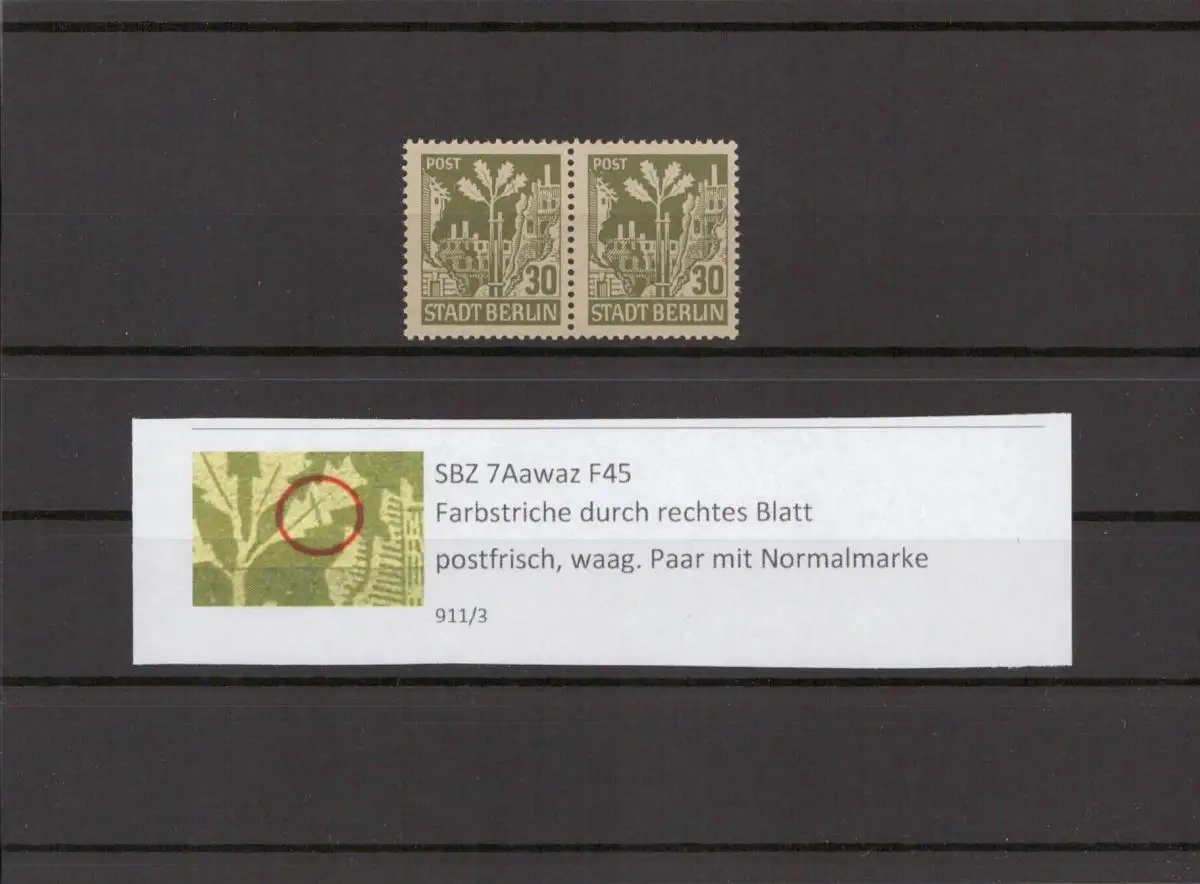 POST POST
30 30
STADT BERLIN STADT BERLIN
SBZ 7Aawaz F45
Farbstriche durch rechtes Blatt
postfrisch, waag. Paar mit Normalmarke
911/3